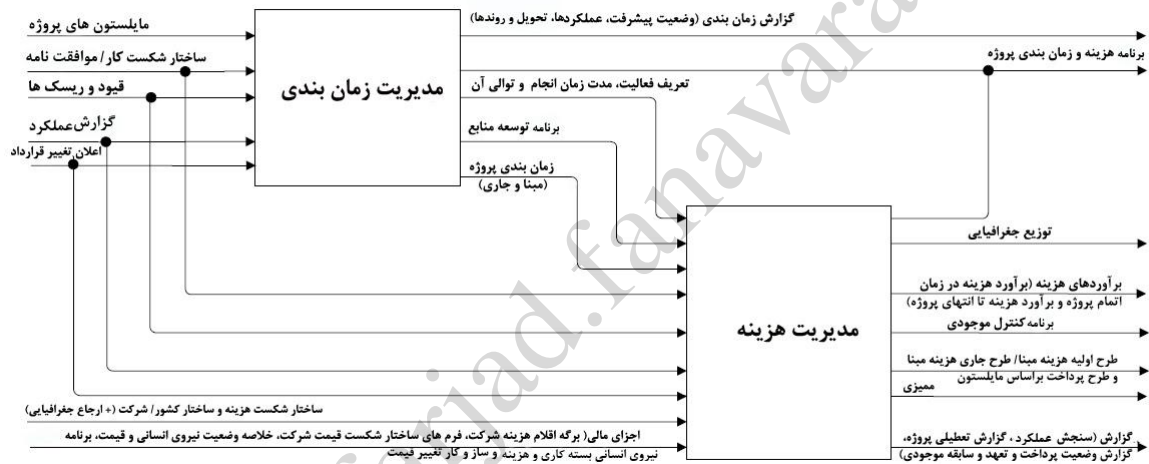 مایلستون های پروژه
ساختار شکست کار/ موافقت نامه
قیود و ریسک ها
گزارش عملکرد
اعلان تغییر قرارداد
مدیریت زمان بندی
گزارش زمان بندی (وضعیت پیشرفت، عملکردها، تحویل و روندها)
برنامه هزینه و زمان بندی پروژه
تعریف فعالیت، مدت زمان انجام و توالی آن
برنامه توسعه منابع
زمان بندی پروژه
(مبنا و جاری)
مدیریت هزینه
توزیع جغرافیایی
برآوردهای هزینه (برآورد هزینه در زمان
اتمام پروژه و برآورد هزینه تا انتهای پروژه)
برنامه کنترل موجودی
طرح اولیه هزینه مبنا/ طرح جاری هزینه مبنا
و طرح پرداخت براساس مایلستون
ممیزی
گزارش (سنجش عملکرد ، گزارش تعطیلی پروژه،
گزارش وضعیت پرداخت و تعهد و سابقه موجودی)
ساختار شکست هزینه و ساختار کشور/ شرکت (+ ارجاع جغرافیایی)
اجزای مالی( برگه اقلام هزینه شرکت، فرم های ساختار شکست قیمت شرکت، خلاصه وضعیت نیروی انسانی و قیمت، برنامه
نیروی انسانی بسته کاری و هزینه و ساز و کار تغییر قیمت
arjad.fanavara